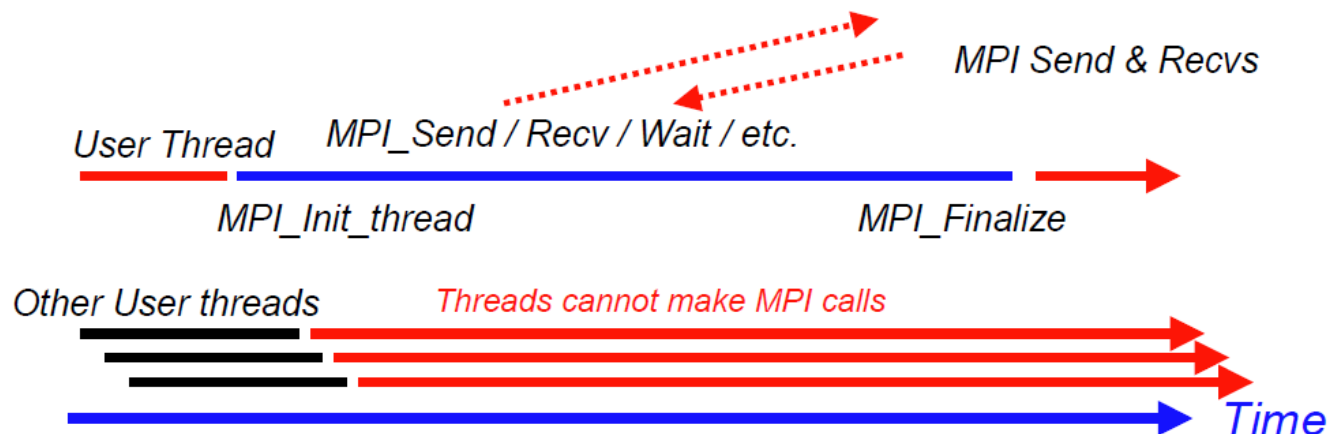 MPI Send & Recvs
User Thread
MPI_Send / Recv / Wait / etc.
MPI_Init_thread
MPI_Finalize
Other User threads
Threads cannot make MPI calls
Time